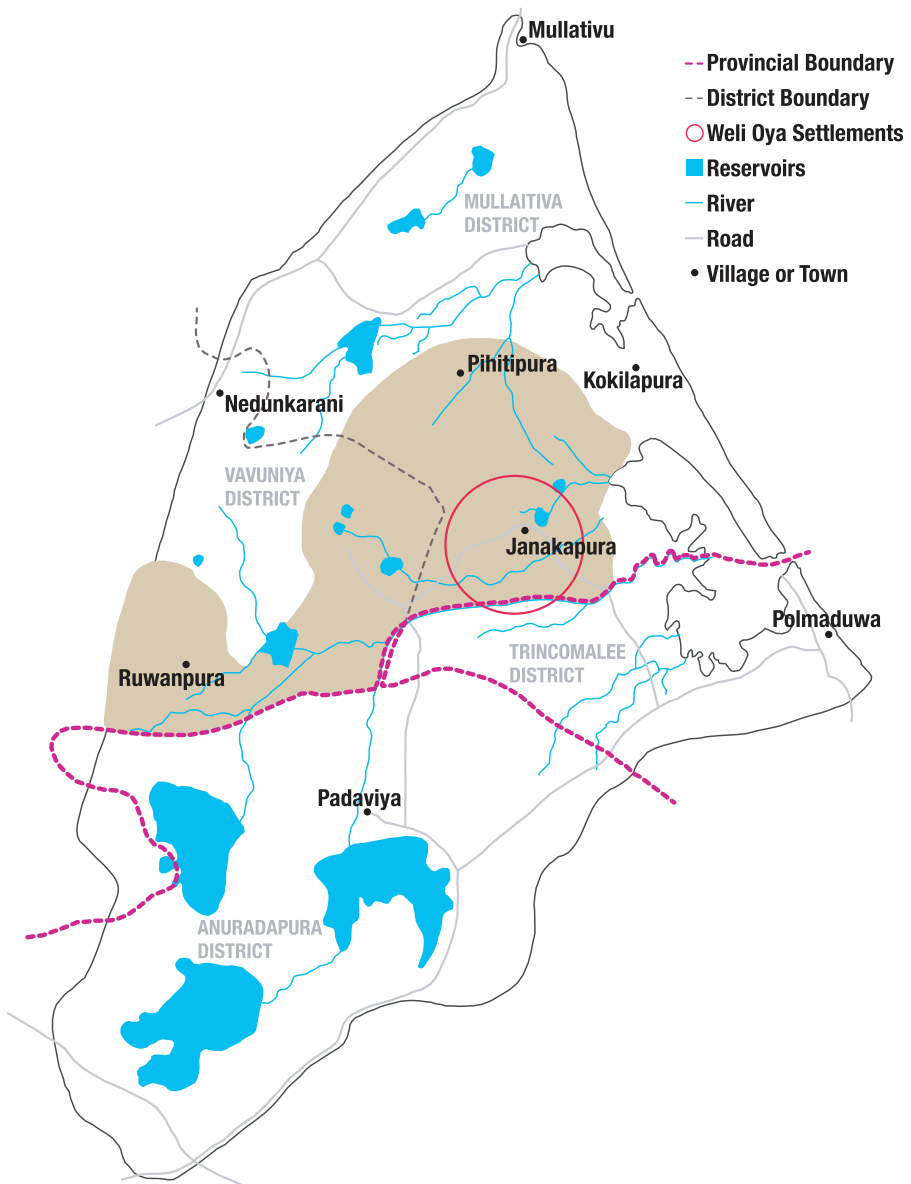 Mullativu
Provincial Boundary
District Boundary
Weli Oya Settlements
Reservoirs
River
Road
Village or Town
MULLAITIVA
DISTRICT
Pihitipura
Kokilapura
Nedunkarani
VAVUNIYA
DISTRICT
Janakapura
Polmaduwa
TRINCOMALEE
DISTRICT
Ruwanpura
Padaviya
ANURADAPURA
DISTRICT